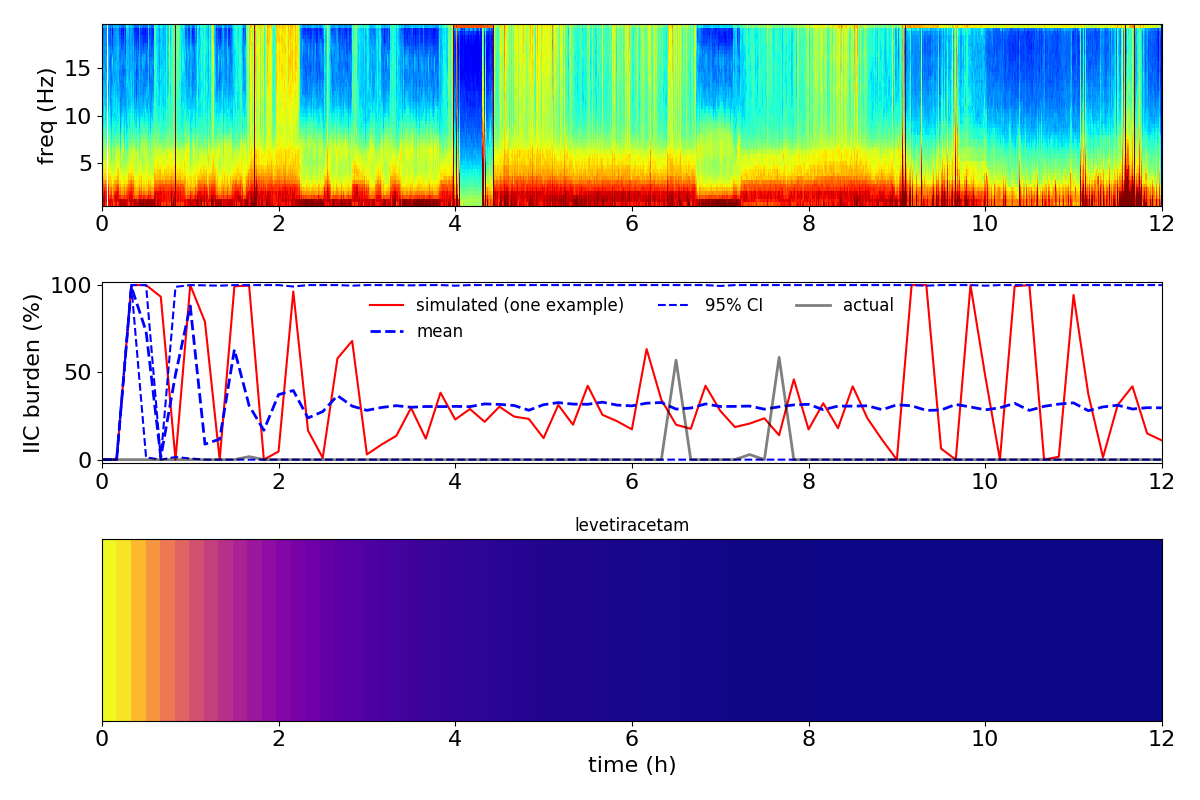 freq (Hz)
15
10
5
0 2 4 6 8 10 12
IIC burden (%)
100
50
0
simulated (one example) 95% CI actual
mean
0 2 4 6 8 10 12
levetiracetam
0 2 4 6 8 10 12
time (h)